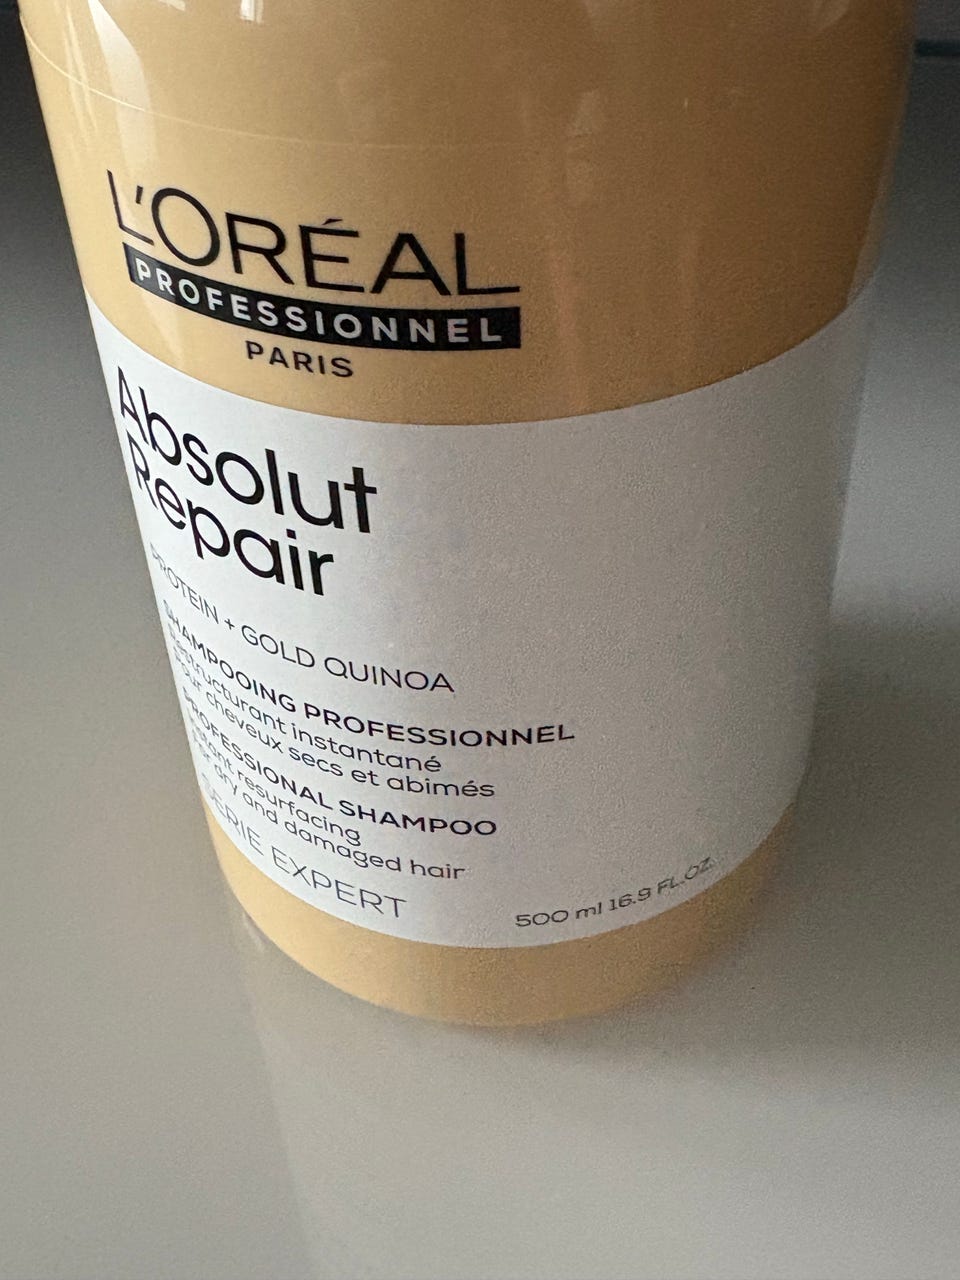 L'ORÉAL
PROFESSIONNEL
PARIS
Absolut
Repair
PROTEIN + GOLD QUINOA
SHAMPOOING PROFESSIONNEL
Restructurant instantané
pour cheveux secs et abimés
PROFESSIONAL SHAMPOO
Instant resurfacing
for dry and damaged hair
SERIE EXPERT
500 ml 16.9 FL.OZ.